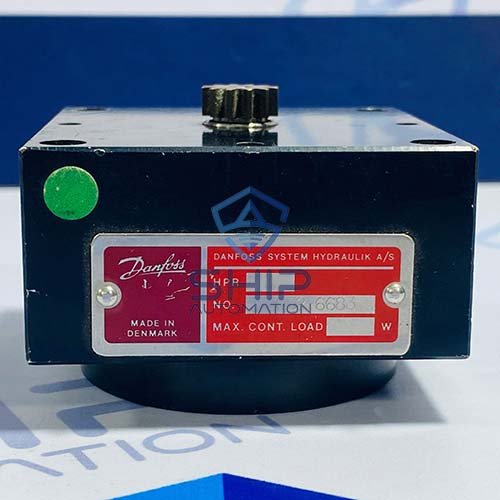 Danfoss
MADE IN
DENMARK
DANFOSS SYSTEM HYDRAULIK A/S
HPR
NO. 6683
MAX. CONT. LOAD W
SHIP
AUTOMATION